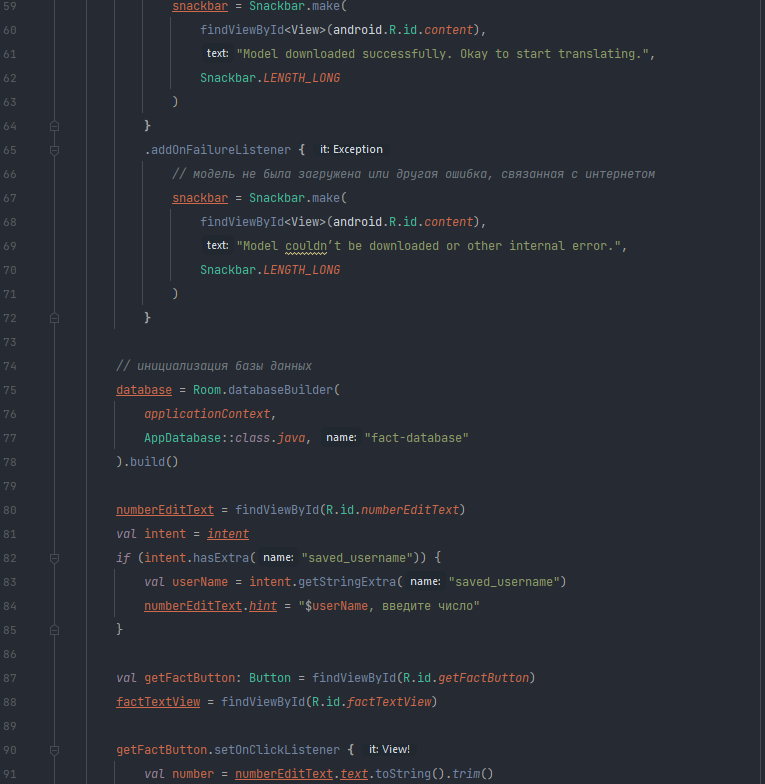 59 snackbar = Snackbar.make(
60 findViewById<View>(android.R.id.content),
61 text: "Model downloaded successfully. Okay to start translating.",
62 Snackbar.LENGTH_LONG
63 )
64 }
65 .addOnFailureListener { it: Exception
66 // модель не была загружена или другая ошибка, связанная с интернетом
67 snackbar = Snackbar.make(
68 findViewById<View>(android.R.id.content),
69 text: "Model couldn’t be downloaded or other internal error.",
70 Snackbar.LENGTH_LONG
71 )
72 }
73
74 // инициализация базы данных
75 database = Room.databaseBuilder(
76 applicationContext,
77 AppDatabase::class.java, name: "fact-database"
78 ).build()
79
80 numberEditText = findViewById(R.id.numberEditText)
81 val intent = intent
82 if (intent.hasExtra( name: "saved_username")) {
83 val userName = intent.getStringExtra( name: "saved_username")
84 numberEditText.hint = "$userName, введите число"
85 }
86
87 val getFactButton: Button = findViewById(R.id.getFactButton)
88 factTextView = findViewById(R.id.factTextView)
89
90 getFactButton.setOnClickListener { it: View!
91 val number = numberEditText.text.toString().trim()